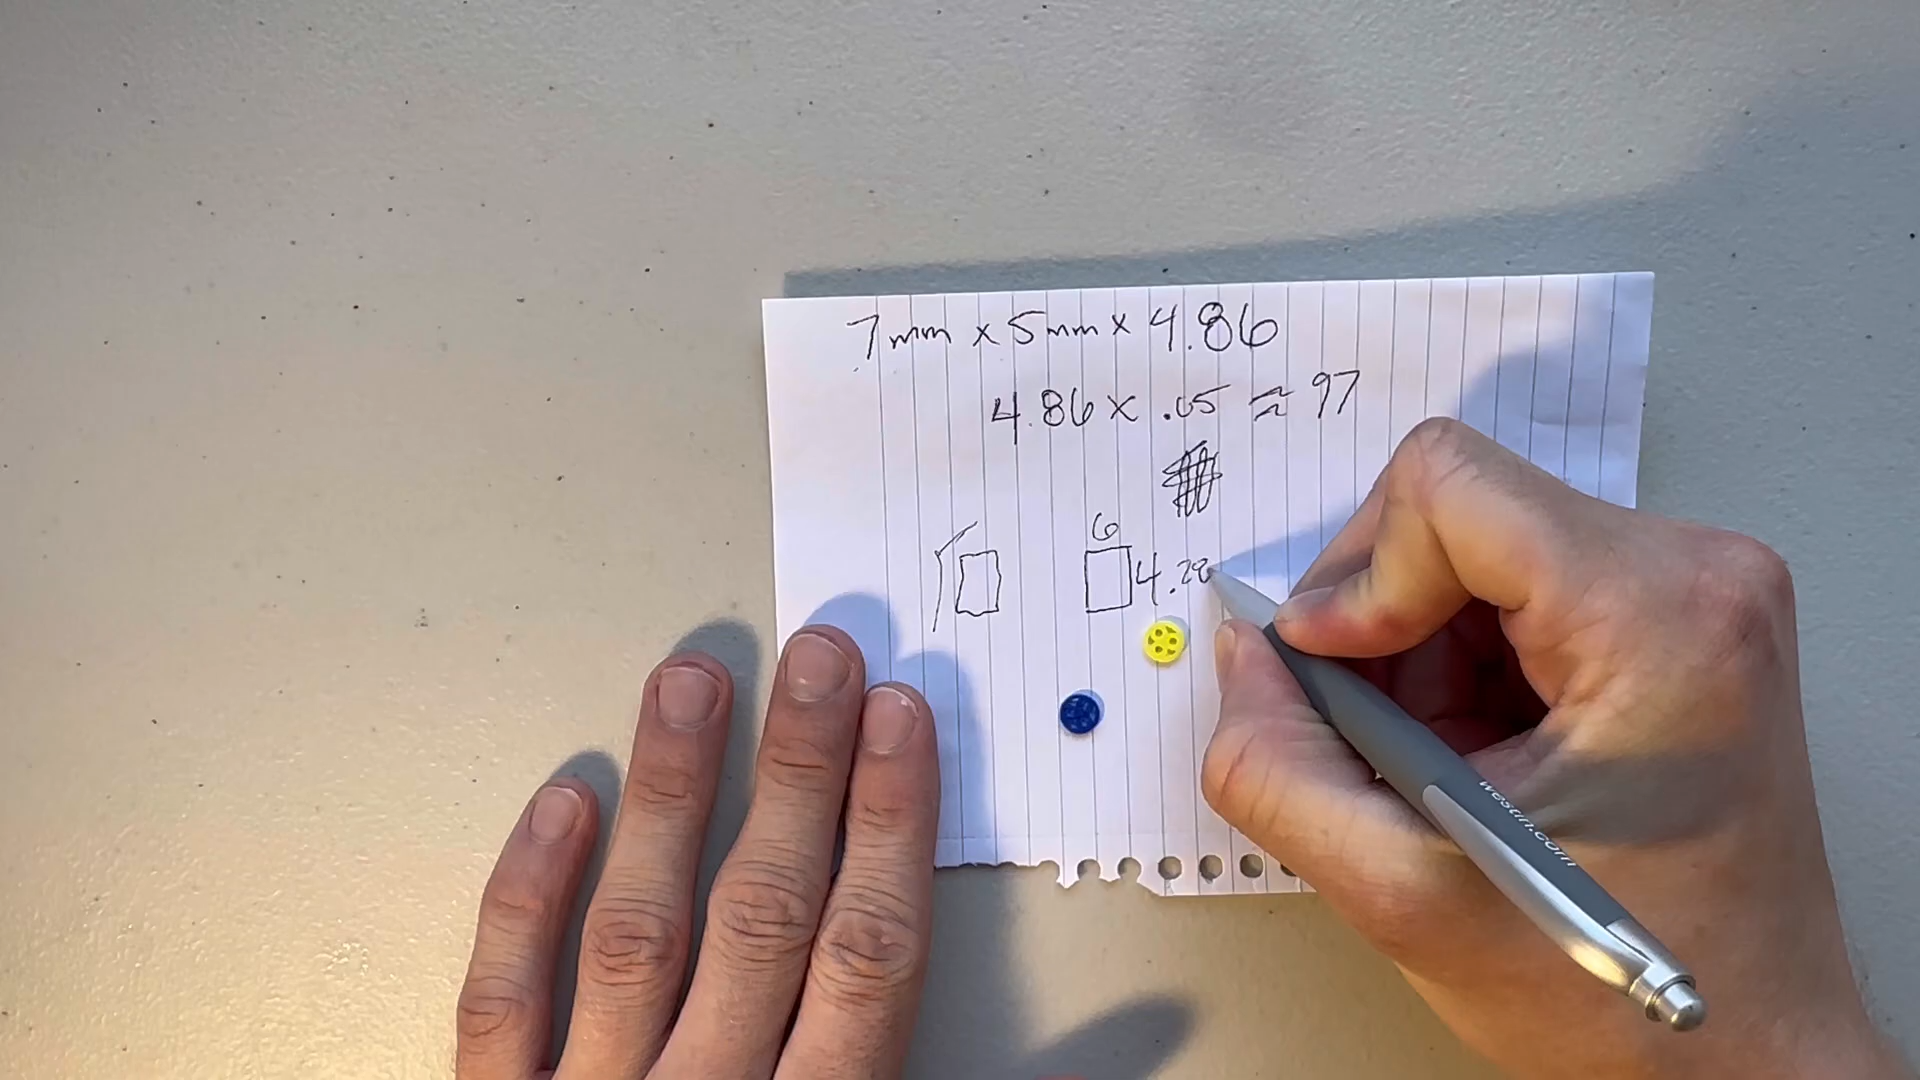 7mm x 5mm x 4.86
4.86 x .05 ≈ 97
6
4.28
westin.com